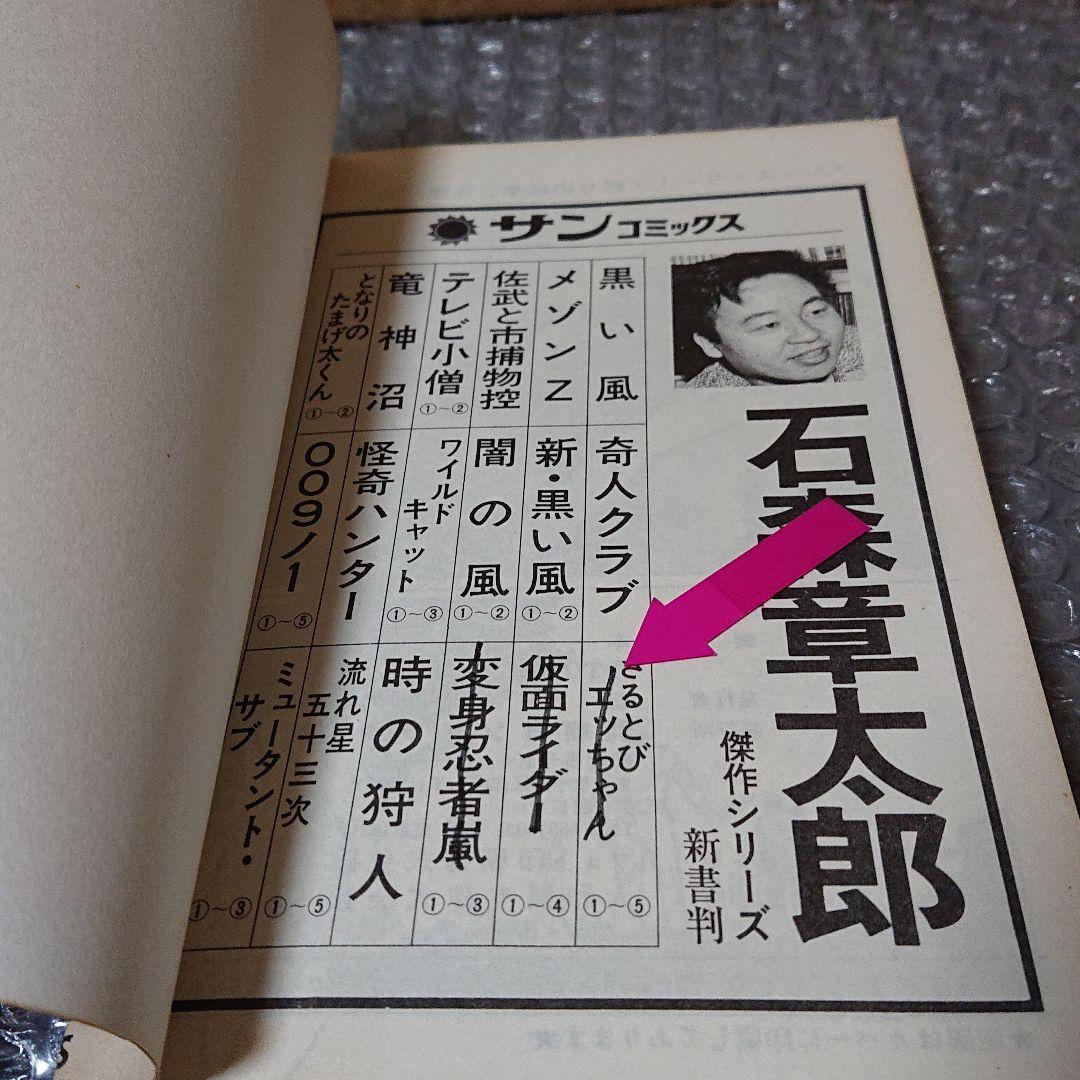 サンコミックス
石森章太郎
傑作シリーズ
新書判
黒い風
メゾンZ
佐武と市捕物控
テレビ小僧
①~②
竜神沼
となりの
たまげ太くん
①~②
奇人クラブ
新・黒い風
①~②
闇の風
①~②
ワイルド
キャット
①~③
怪奇ハンター
009ノ1
①~⑤
さるとび
エッちゃん
①~⑤
仮面ライダー
①~④
変身忍者嵐
①~③
時の狩人
流れ星
五十三次
①~⑤
ミュータント・
サブ
①~③